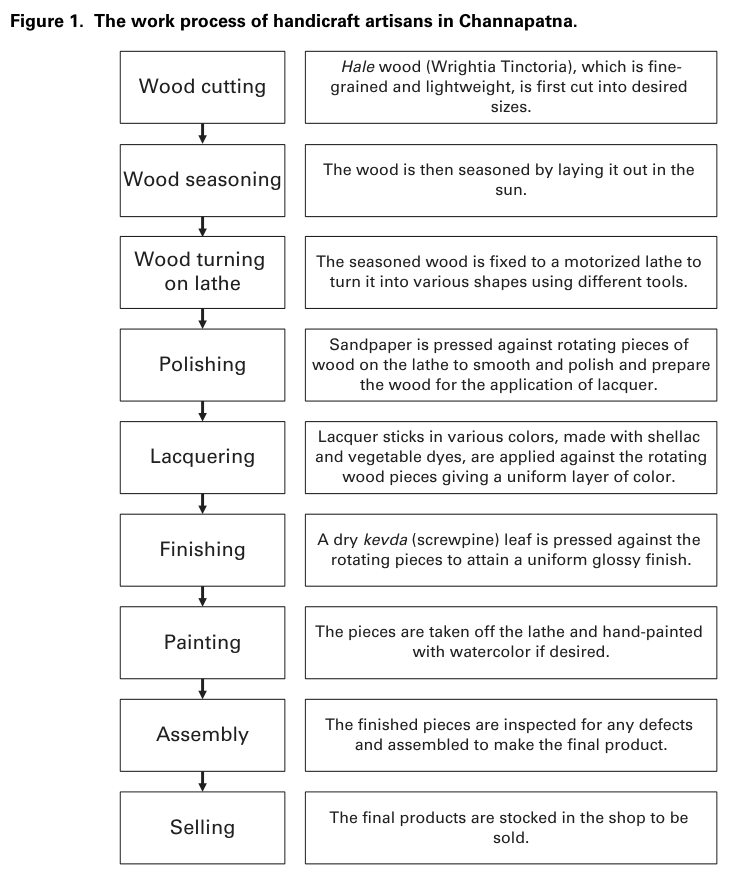 Figure 1. The work process of handicraft artisans in Channapatna.
Wood cutting
Hale wood (Wrightia Tinctoria), which is fine-
grained and lightweight, is first cut into desired
sizes.
Wood seasoning
The wood is then seasoned by laying it out in the
sun.
Wood turning
on lathe
The seasoned wood is fixed to a motorized lathe to
turn it into various shapes using different tools.
Polishing
Sandpaper is pressed against rotating pieces of
wood on the lathe to smooth and polish and prepare
the wood for the application of lacquer.
Lacquering
Lacquer sticks in various colors, made with shellac
and vegetable dyes, are applied against the rotating
wood pieces giving a uniform layer of color.
Finishing
A dry kevda (screwpine) leaf is pressed against the
rotating pieces to attain a uniform glossy finish.
Painting
The pieces are taken off the lathe and hand-painted
with watercolor if desired.
Assembly
The finished pieces are inspected for any defects
and assembled to make the final product.
Selling
The final products are stocked in the shop to be
sold.